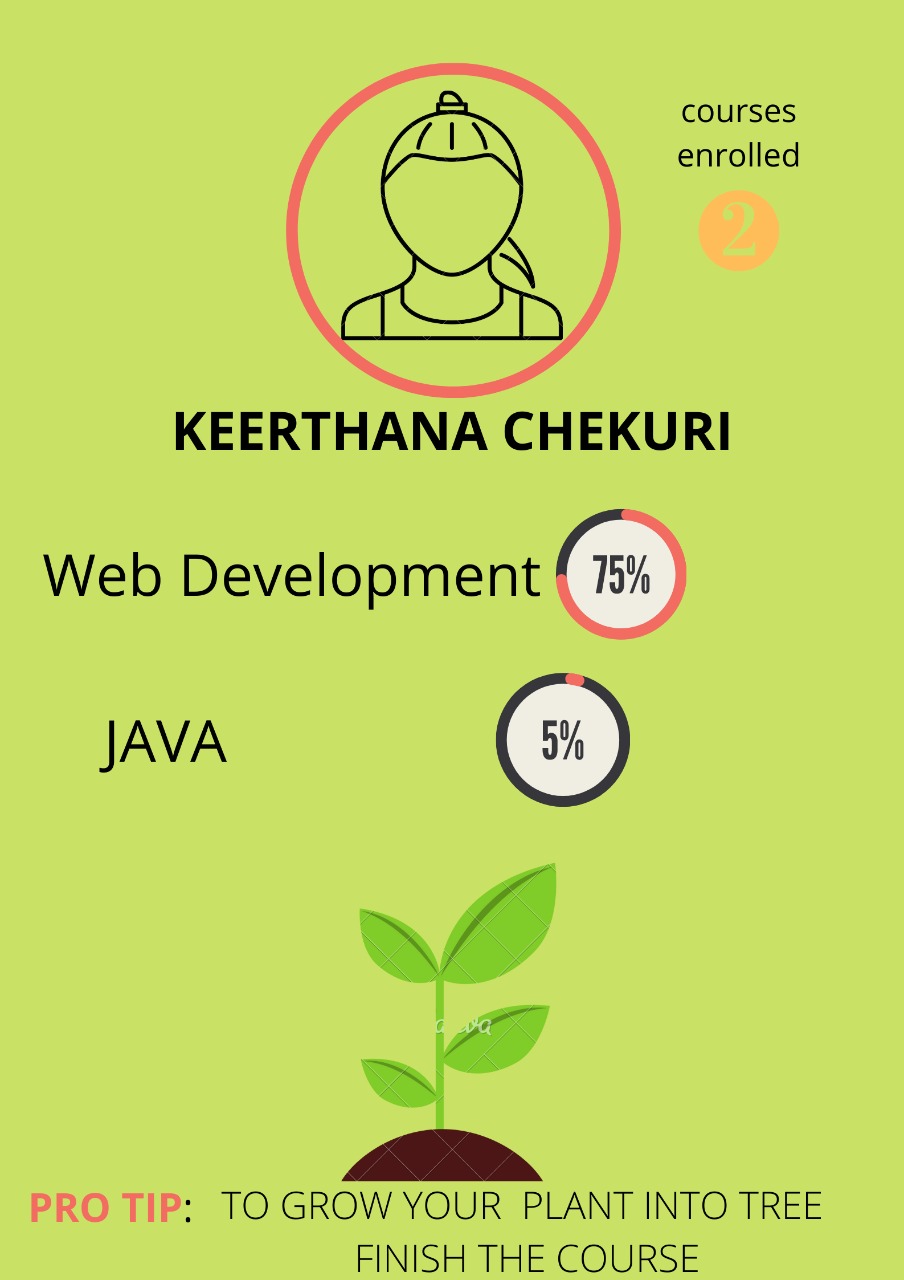 courses
enrolled
2
KEERTHANA CHEKURI
Web Development 75%
JAVA 5%
PRO TIP: TO GROW YOUR PLANT INTO TREE
FINISH THE COURSE